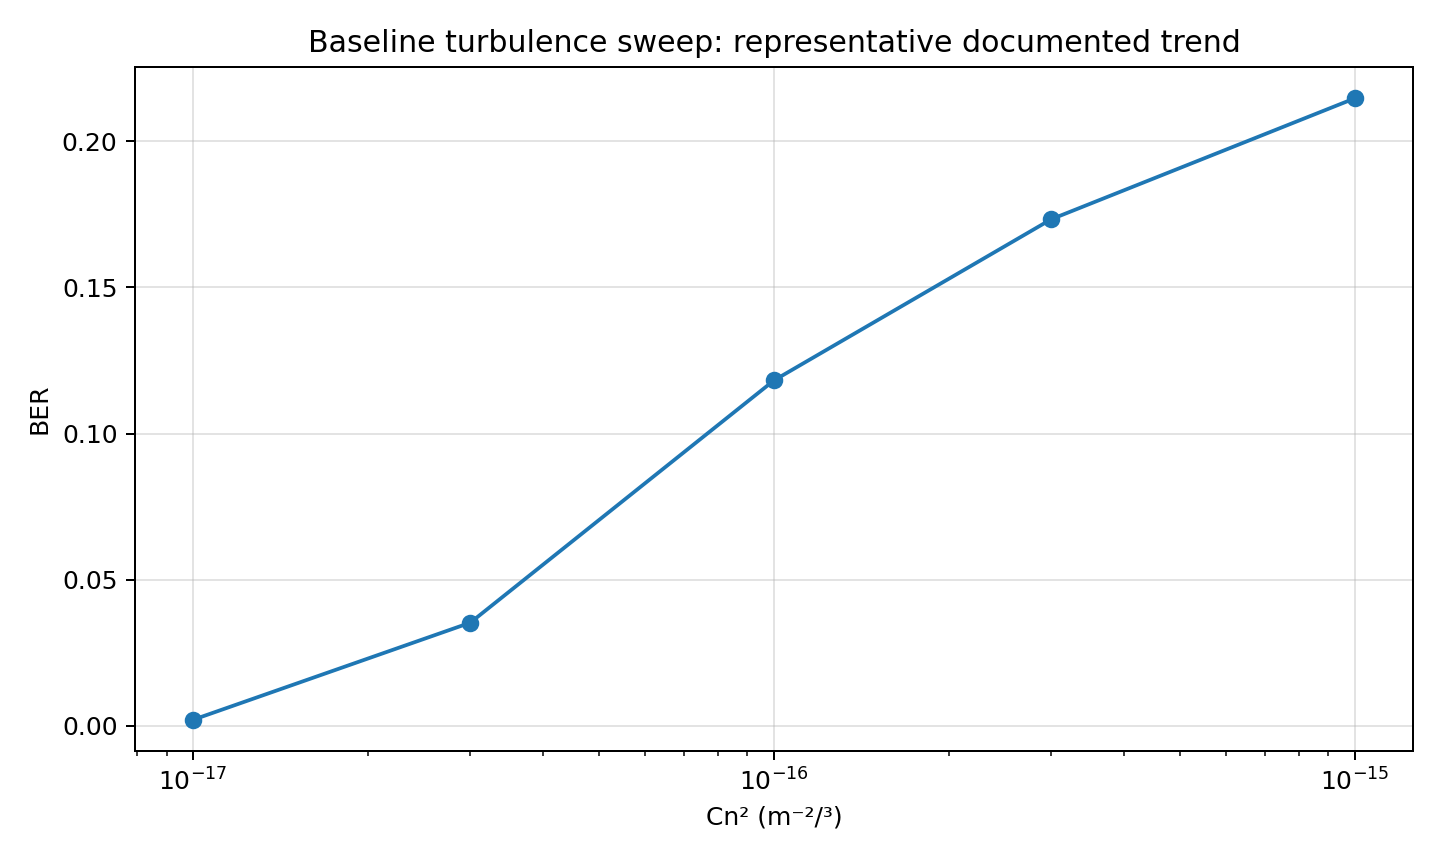 Baseline turbulence sweep: representative documented trend
0.20
0.15
0.10
0.05
0.00
BER
10⁻¹⁷
10⁻¹⁶
10⁻¹⁵
Cn² (m⁻²/³)